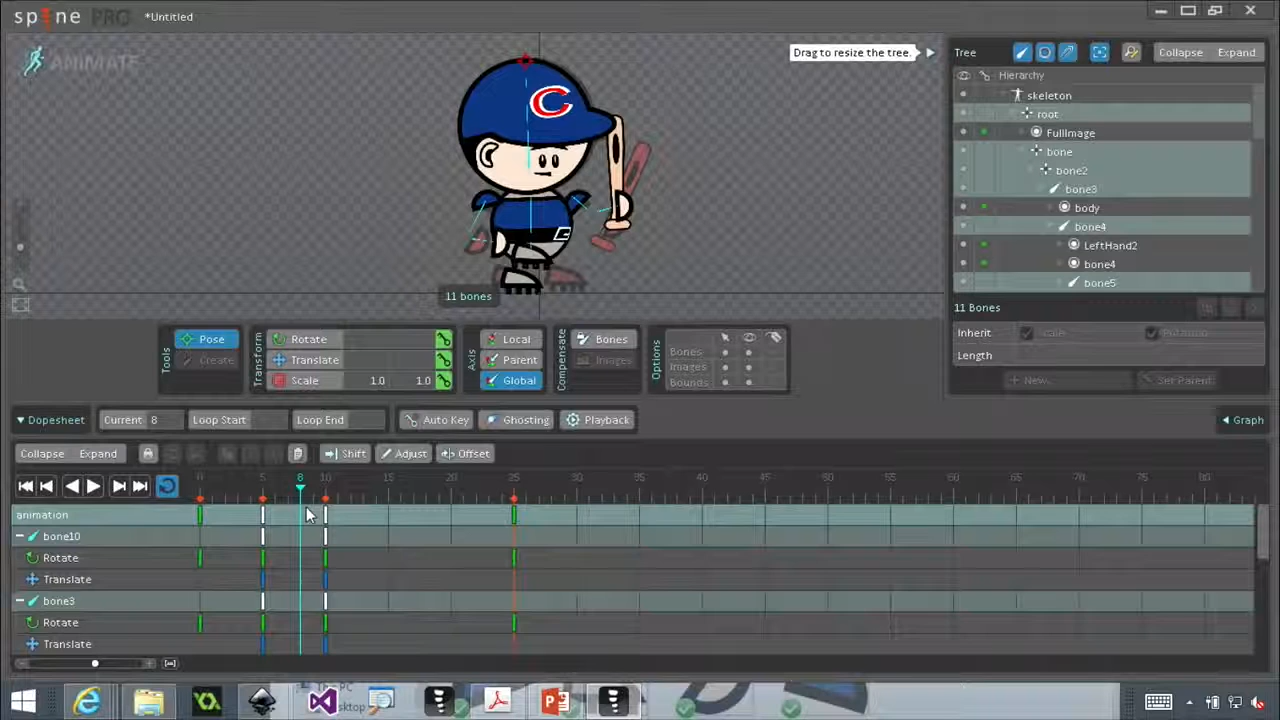 spine PRO *Untitled
ANIMATE
Drag to resize the tree.
Tree Collapse Expand
Hierarchy
skeleton
root
FullImage
bone
bone2
bone3
body
bone4
LeftHand2
bone4
bone5
C
11 bones
11 Bones
Inherit Scale Rotation
Length
New... Set Parent
Tools Pose Create
Transform Rotate Translate Scale 1.0 1.0
Axis Local Parent Global
Compensate Bones Images
Options Bones Images Bounds
Dopesheet Current 8 Loop Start Loop End Auto Key Ghosting Playback Graph
Collapse Expand Shift Adjust Offset
0 5 8 10 15 20 25 30 35 40 45 50 55 60 65 70 75 80
animation
bone10
Rotate
Translate
bone3
Rotate
Translate